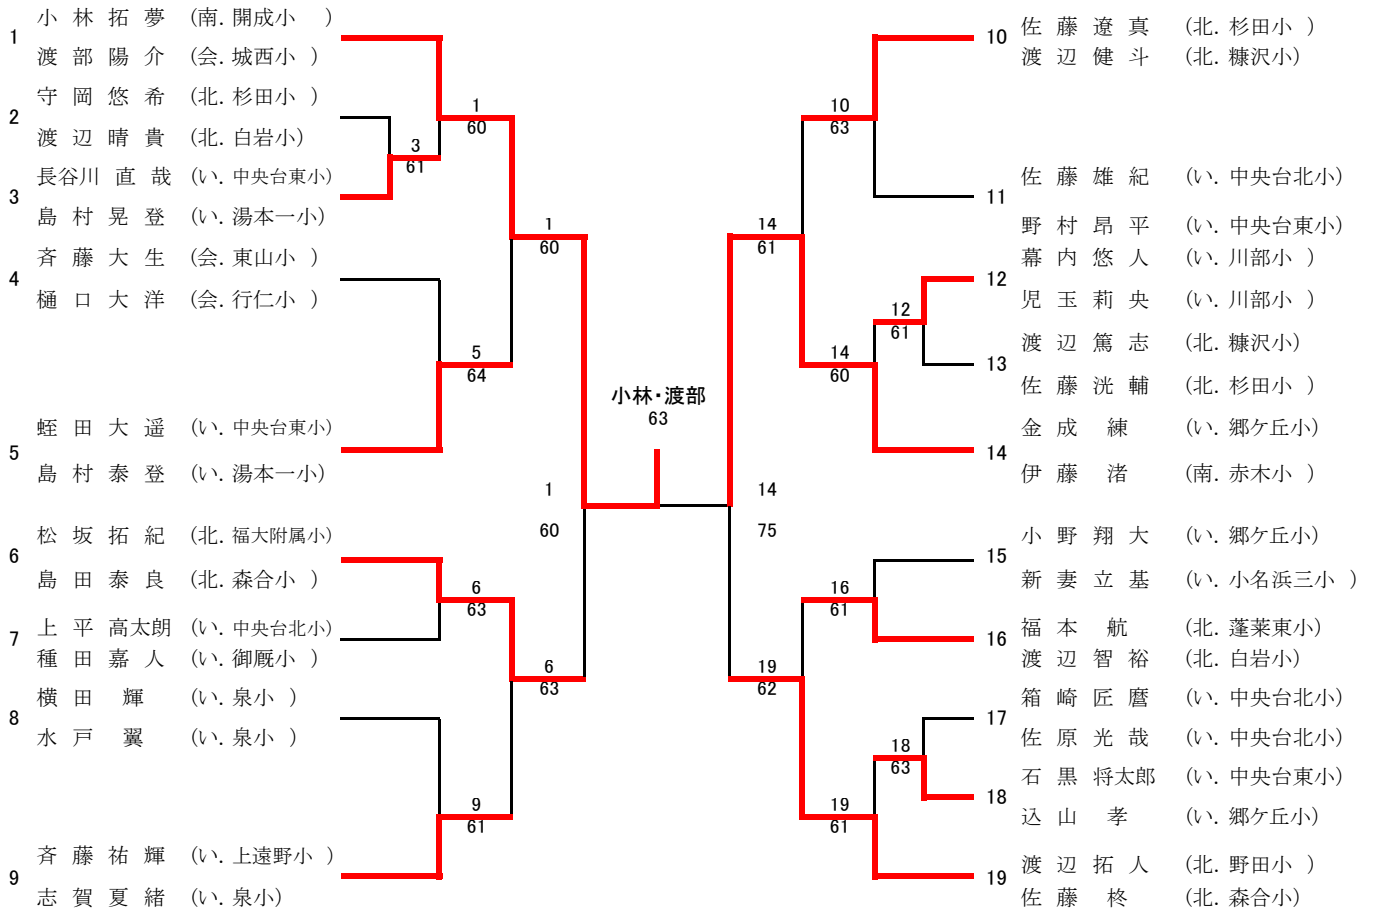 1
小 林 拓 夢 (南. 開成小 )
渡 部 陽 介 (会. 城西小 )
2
守 岡 悠 希 (北. 杉田小 )
渡 辺 晴 貴 (北. 白岩小)
3
長谷川 直 哉 (い. 中央台東小)
島 村 晃 登 (い. 湯本一小)
4
斉 藤 大 生 (会. 東山小 )
樋 口 大 洋 (会. 行仁小 )
5
蛭 田 大 遥 (い. 中央台東小)
島 村 泰 登 (い. 湯本一小)
6
松 坂 拓 紀 (北. 福大附属小)
島 田 泰 良 (北. 森合小 )
7
上 平 高太朗 (い. 中央台北小)
種 田 嘉 人 (い. 御厩小 )
8
横 田 輝 (い. 泉小 )
水 戸 翼 (い. 泉小 )
9
斉 藤 祐 輝 (い. 上遠野小 )
志 賀 夏 緒 (い. 泉小)
3
61
1
60
5
64
6
63
9
61
1
60
6
63
1
60
小林・渡部
63
14
75
14
61
19
62
10
63
14
60
16
61
19
61
12
61
18
63
10
佐 藤 遼 真 (北. 杉田小 )
渡 辺 健 斗 (北. 糠沢小)
11
佐 藤 雄 紀 (い. 中央台北小)
野 村 昂 平 (い. 中央台東小)
12
幕 内 悠 人 (い. 川部小 )
児 玉 莉 央 (い. 川部小 )
13
渡 辺 篤 志 (北. 糠沢小)
佐 藤 洸 輔 (北. 杉田小 )
14
金 成 練 (い. 郷ケ丘小)
伊 藤 渚 (南. 赤木小 )
15
小 野 翔 大 (い. 郷ケ丘小)
新 妻 立 基 (い. 小名浜三小 )
16
福 本 航 (北. 蓬莱東小)
渡 辺 智 裕 (北. 白岩小)
17
箱 崎 匠 麿 (い. 中央台北小)
佐 原 光 哉 (い. 中央台北小)
18
石 黒 将太郎 (い. 中央台東小)
込 山 孝 (い. 郷ケ丘小)
19
渡 辺 拓 人 (北. 野田小 )
佐 藤 柊 (北. 森合小)